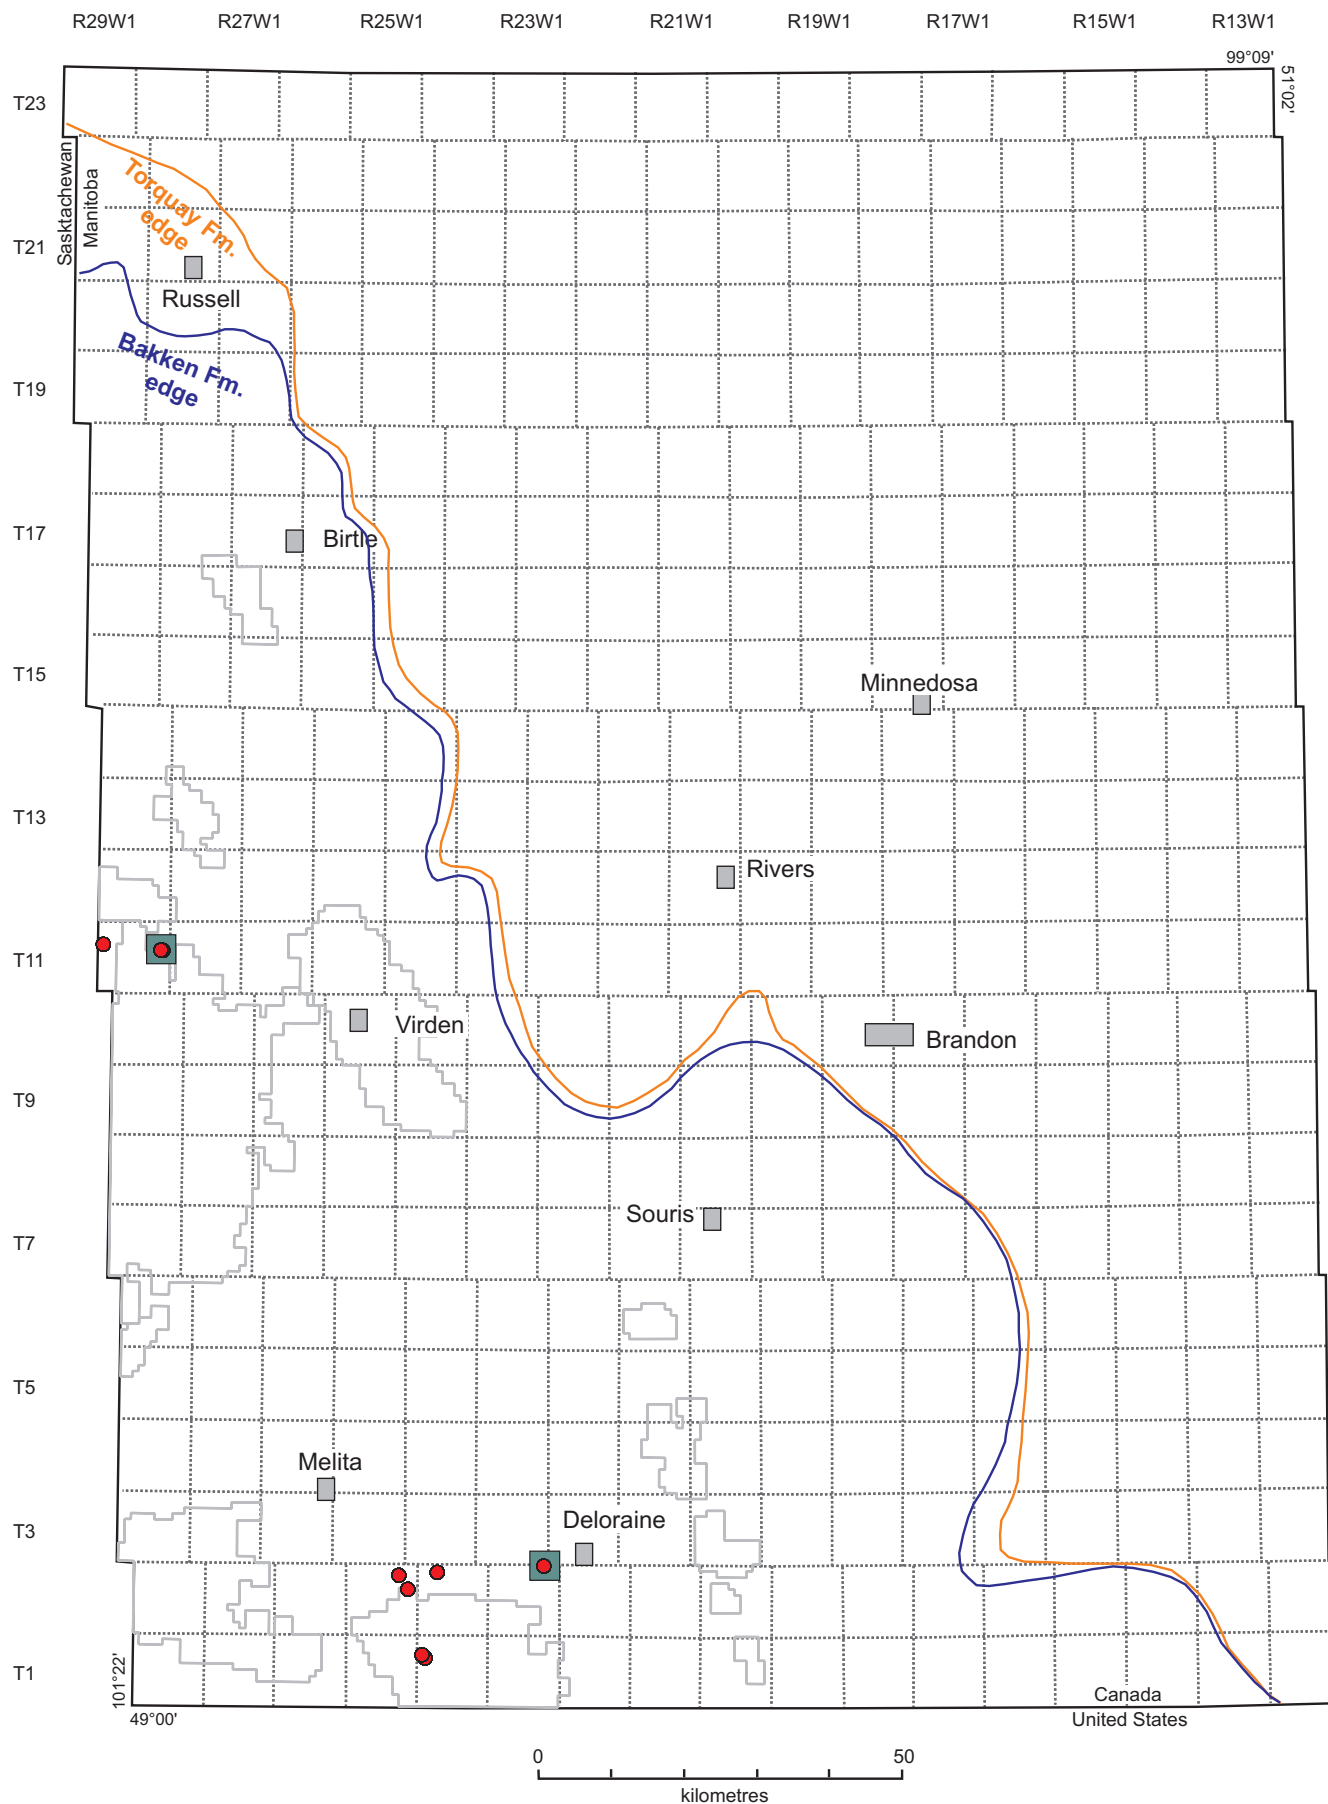 R29W1 R27W1 R25W1 R23W1 R21W1 R19W1 R17W1 R15W1 R13W1
99°09'
51°02'
T23
Sasktachewan
Manitoba
Torquay Fm.
edge
T21
Russell
Bakken Fm.
edge
T19
T17
Birtle
T15
Minnedosa
T13
Rivers
T11
Virden
Brandon
T9
Souris
T7
T5
Melita
T3
Deloraine
T1
101°22'
49°00'
Canada
United States
0 50
kilometres